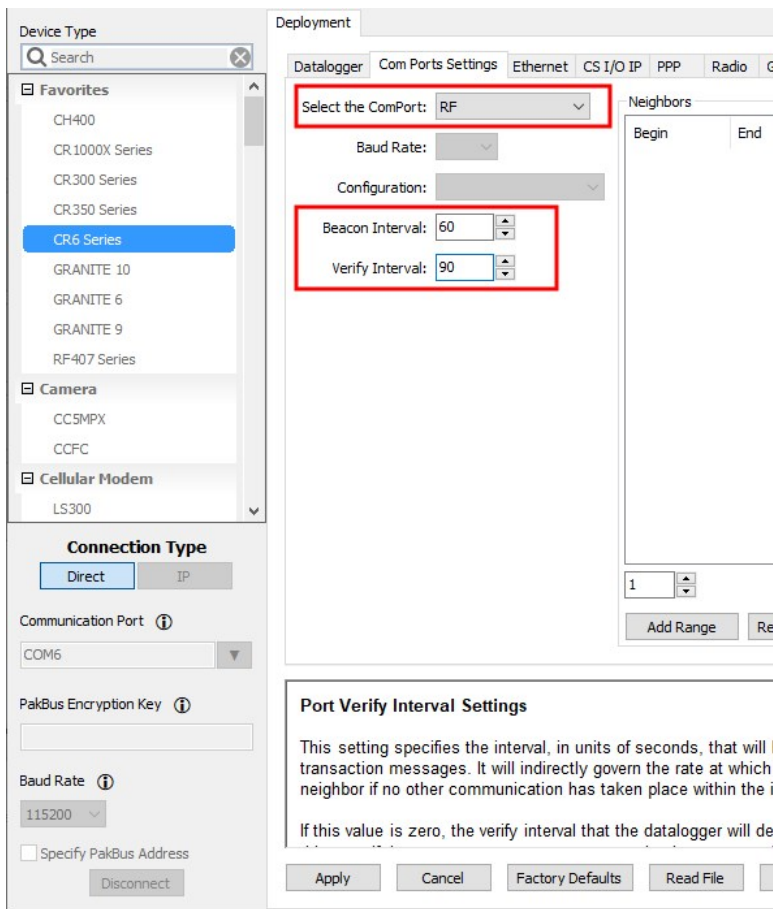 Device Type
Search
Favorites
CH400
CR1000X Series
CR300 Series
CR350 Series
CR6 Series
GRANITE 10
GRANITE 6
GRANITE 9
RF407 Series
Camera
CC5MPX
CCFC
Cellular Modem
LS300
Connection Type
Direct IP
Communication Port
COM6
PakBus Encryption Key
Baud Rate
115200
Specify PakBus Address
Disconnect
Deployment
Datalogger Com Ports Settings Ethernet CS I/O IP PPP Radio G
Select the ComPort: RF
Baud Rate:
Configuration:
Beacon Interval: 60
Verify Interval: 90
Neighbors
Begin End
1
Add Range Re
Port Verify Interval Settings
This setting specifies the interval, in units of seconds, that will
transaction messages. It will indirectly govern the rate at which
neighbor if no other communication has taken place within the i
If this value is zero, the verify interval that the datalogger will de
Apply Cancel Factory Defaults Read File